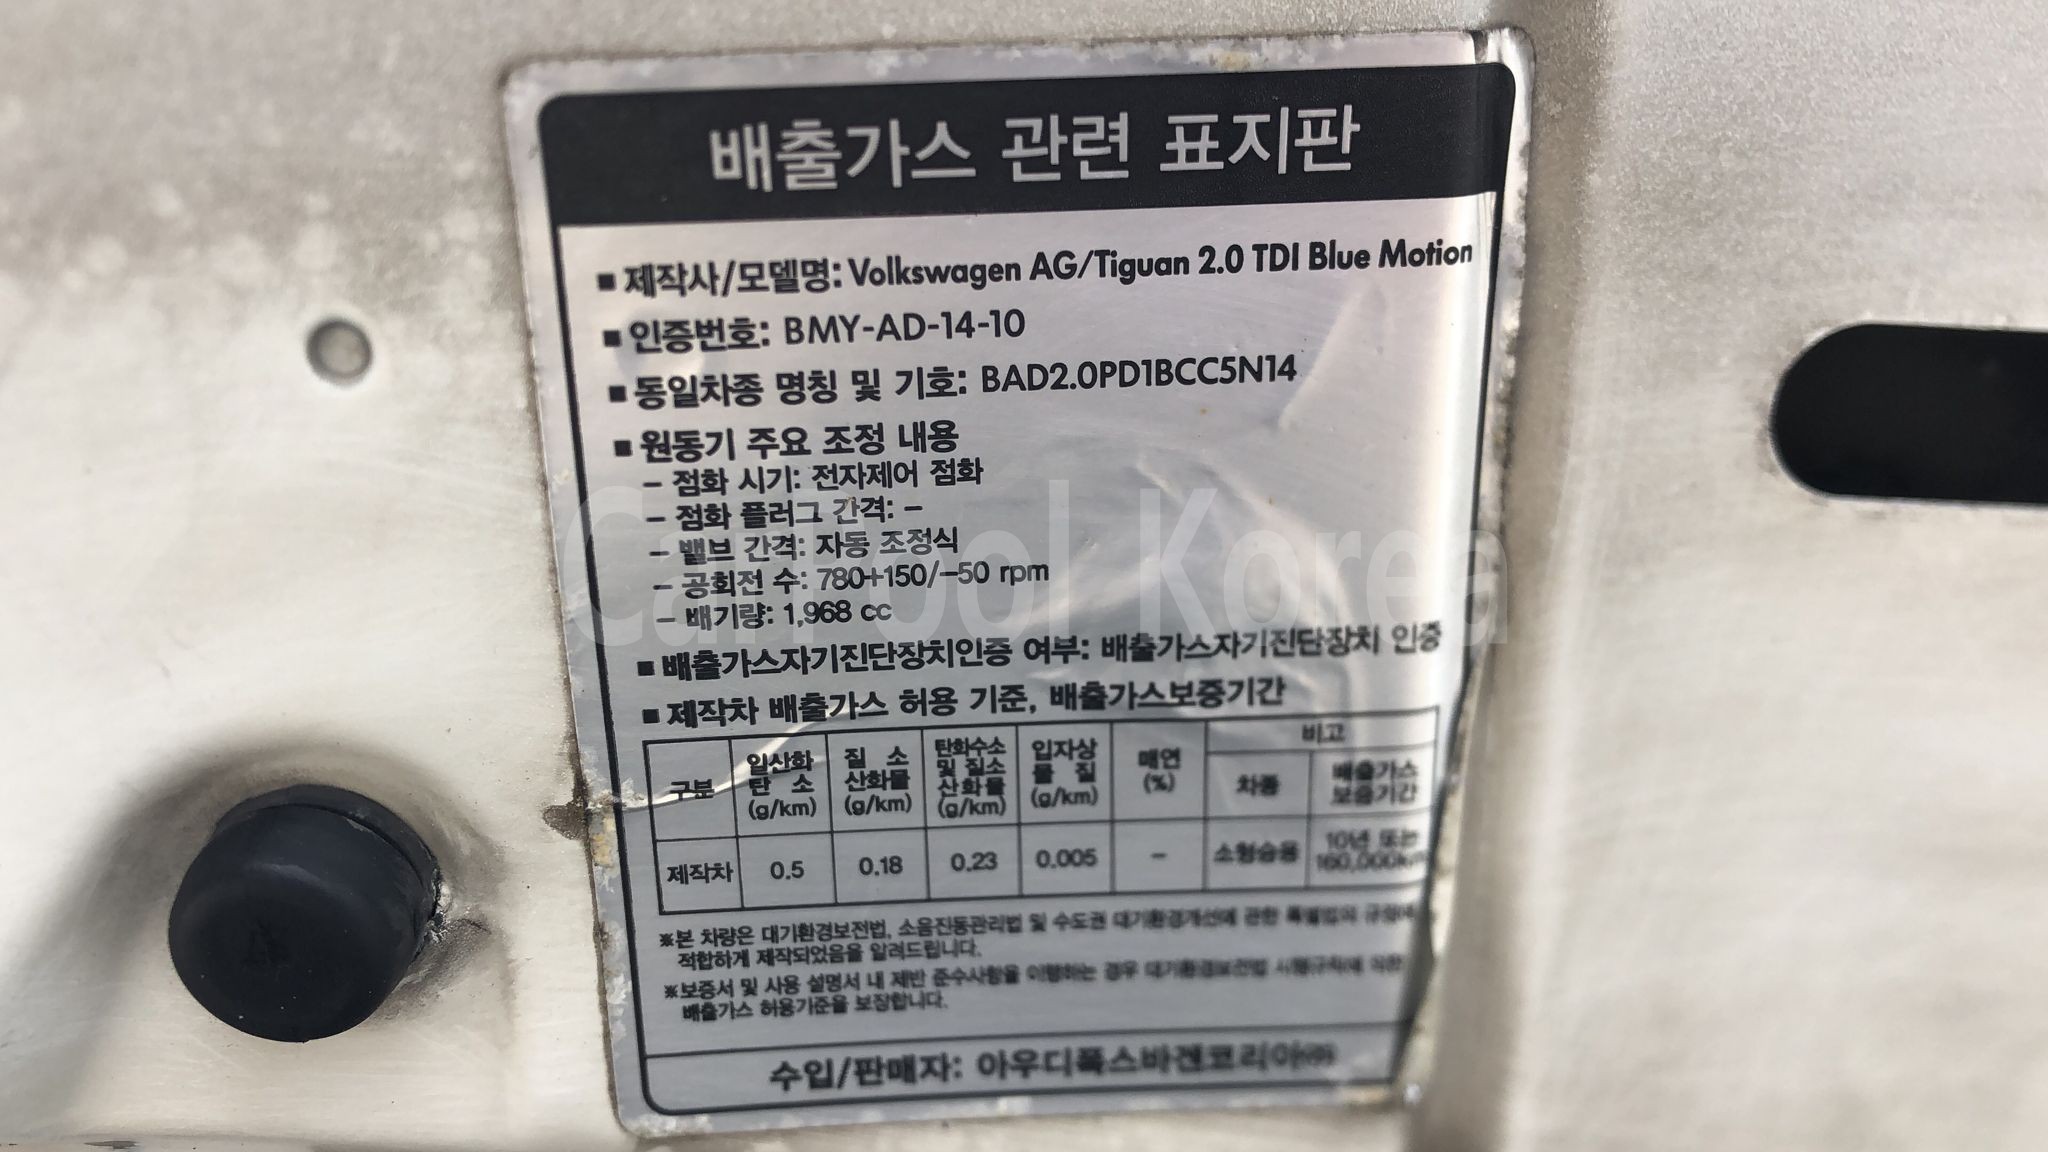 배출가스 관련 표지판
■ 제작사/모델명: Volkswagen AG/Tiguan 2.0 TDI Blue Motion
■ 인증번호: BMY-AD-14-10
■ 동일차종 명칭 및 기호: BAD2.0PD1BCC5N14
■ 원동기 주요 조정 내용
- 점화 시기: 전자제어 점화
- 점화 플러그 간격: -
- 밸브 간격: 자동 조정식
- 공회전 수: 780+150/-50 rpm
- 배기량: 1,968 cc
CarPool Korea
■ 배출가스자기진단장치인증 여부: 배출가스자기진단장치 인증
■ 제작차 배출가스 허용 기준, 배출가스보증기간
구분 일산화탄소 (g/km) 질소산화물 (g/km) 탄화수소 및 질소산화물 (g/km) 입자상물질 (g/km) 매연 (%) 비고
차종 배출가스 보증기간
제작차 0.5 0.18 0.23 0.005 - 소형승용 10년 또는 160,000km
※본 차량은 대기환경보전법, 소음진동관리법 및 수도권 대기환경개선에 관한 특별법의 규정에
적합하게 제작되었음을 알려드립니다.
※보증서 및 사용 설명서 내 제반 준수사항을 이행하는 경우 대기환경보전법 시행규칙에 의한
배출가스 허용기준을 보장합니다.
수입/판매자: 아우디폭스바겐코리아㈜